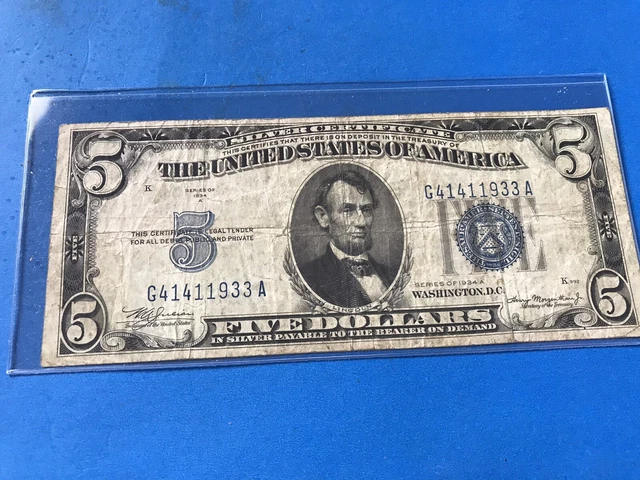 SILVER CERTIFICATE
THIS CERTIFIES THAT THERE IS ON DEPOSIT IN THE TREASURY OF
5 5
THE UNITED STATES OF AMERICA
K
SERIES OF
1934
A
G41411933A
THIS CERTIFICATE IS LEGAL TENDER
FOR ALL DEBTS PUBLIC AND PRIVATE
5
G41411933A
SERIES OF 1934 A
WASHINGTON, D.C.
K 992
LINCOLN
5 5
FIVE DOLLARS
IN SILVER PAYABLE TO THE BEARER ON DEMAND